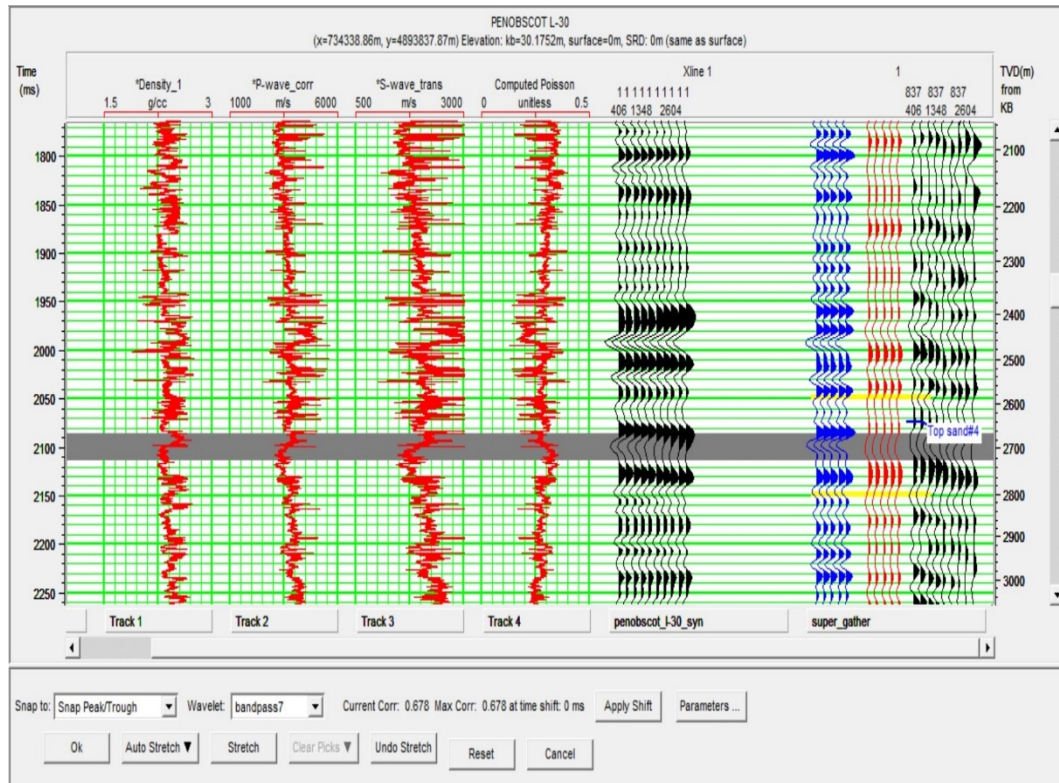 PENOBSCOT L-30
(x=734338.86m, y=4893837.87m) Elevation: kb=30.1752m, surface=0m, SRD: 0m (same as surface)
Time
(ms)
*Density_1
1.5 g/cc 3
*P-wave_corr
1000 m/s 6000
*S-wave_trans
500 m/s 3000
Computed Poisson
0 unitless 0.5
Xline 1
1 1 1 1 1 1 1 1 1 1
406 1348 2604
1
837 837 837
406 1348 2604
TVD(m)
from
KB
1800
1850
1900
1950
2000
2050
2100
2150
2200
2250
2100
2200
2300
2400
2500
2600
2700
2800
2900
3000
Top sand#4
Track 1
Track 2
Track 3
Track 4
penobscot_l-30_syn
super_gather
Snap to: Snap Peak/Trough Wavelet: bandpass7 Current Corr: 0.678 Max Corr: 0.678 at time shift: 0 ms Apply Shift Parameters ...
Ok Auto Stretch ▼ Stretch Clear Picks ▼ Undo Stretch Reset Cancel